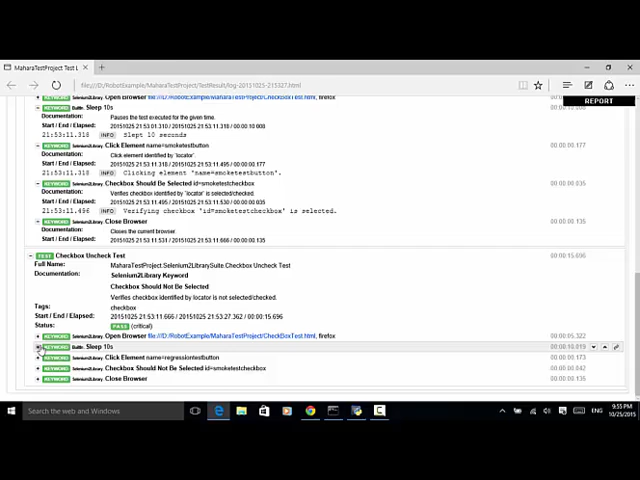 MaharaTestProject Test L
file:///D:/RobotExample/MaharaTestProject/TestResult/log-20151025-215327.html
REPORT
KEYWORD Selenium2Library. Open Browser file:///D:/RobotExample/MaharaTestProject/CheckBoxTest.html, firefox
KEYWORD BuiltIn. Sleep 10s
Documentation: Pauses the test executed for the given time.
Start / End / Elapsed: 20151025 21:53:01.310 / 20151025 21:53:11.318 / 00:00:10.008
21:53:11.318 INFO Slept 10 seconds
KEYWORD Selenium2Library. Click Element name=smoketestbutton 00:00:00.177
Documentation: Click element identified by 'locator'.
Start / End / Elapsed: 20151025 21:53:11.318 / 20151025 21:53:11.495 / 00:00:00.177
21:53:11.318 INFO Clicking element 'name=smoketestbutton'.
KEYWORD Selenium2Library. Checkbox Should Be Selected id=smoketestcheckbox 00:00:00.035
Documentation: Verifies checkbox identified by 'locator' is selected/checked.
Start / End / Elapsed: 20151025 21:53:11.495 / 20151025 21:53:11.530 / 00:00:00.035
21:53:11.496 INFO Verifying checkbox 'id=smoketestcheckbox' is selected.
KEYWORD Selenium2Library. Close Browser 00:00:00.135
Documentation: Closes the current browser.
Start / End / Elapsed: 20151025 21:53:11.531 / 20151025 21:53:11.666 / 00:00:00.135
TEST Checkbox Uncheck Test 00:00:15.696
Full Name: MaharaTestProject.Selenium2LibrarySuite.Checkbox Uncheck Test
Documentation: Selenium2Library Keyword
Checkbox Should Not Be Selected
Verifies checkbox identified by locator is not selected/checked.
Tags: checkbox
Start / End / Elapsed: 20151025 21:53:11.666 / 20151025 21:53:27.362 / 00:00:15.696
Status: PASS (critical)
KEYWORD Selenium2Library. Open Browser file:///D:/RobotExample/MaharaTestProject/CheckBoxTest.html, firefox 00:00:05.322
KEYWORD BuiltIn. Sleep 10s 00:00:10.019
KEYWORD Selenium2Library. Click Element name=regressiontestbutton 00:00:00.173
KEYWORD Selenium2Library. Checkbox Should Not Be Selected id=smoketestcheckbox 00:00:00.042
KEYWORD Selenium2Library. Close Browser 00:00:00.135
Search the web and Windows
ENG
9:55 PM
10/25/2015